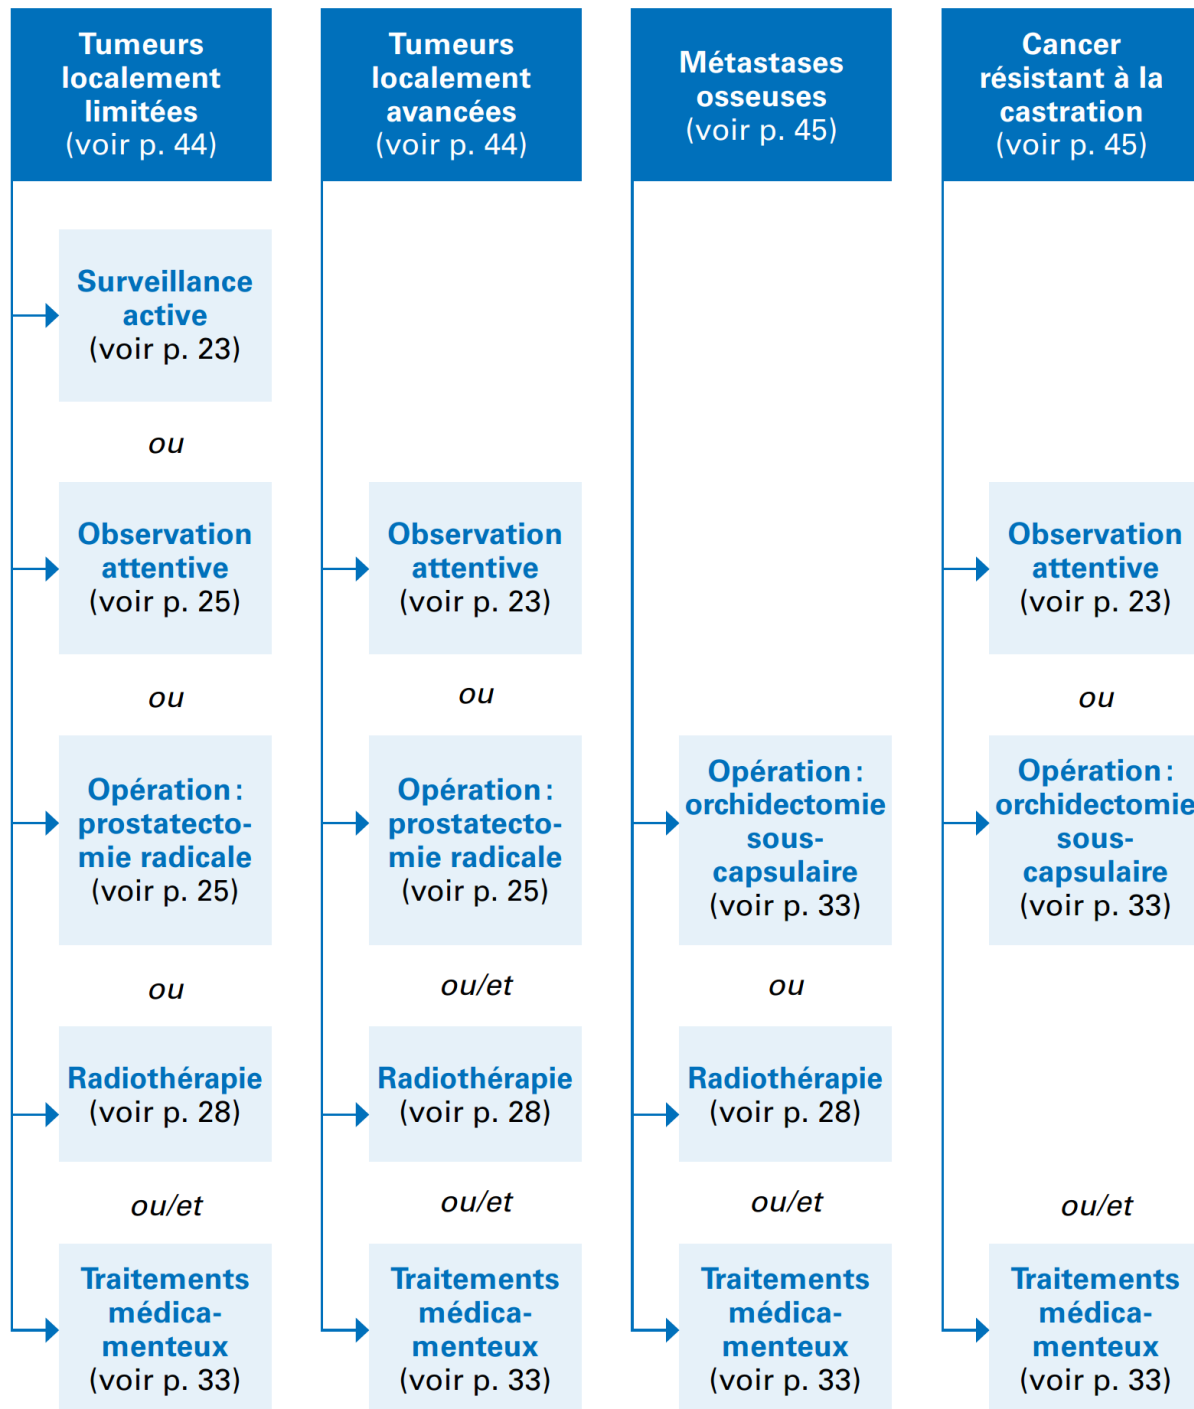 Tumeurs
localement
limitées
(voir p. 44)
Surveillance
active
(voir p. 23)
ou
Observation
attentive
(voir p. 25)
ou
Opération :
prostatecto-
mie radicale
(voir p. 25)
ou
Radiothérapie
(voir p. 28)
ou/et
Traitements
médica-
menteux
(voir p. 33)
Tumeurs
localement
avancées
(voir p. 44)
Observation
attentive
(voir p. 23)
ou
Opération :
prostatecto-
mie radicale
(voir p. 25)
ou/et
Radiothérapie
(voir p. 28)
ou/et
Traitements
médica-
menteux
(voir p. 33)
Métastases
osseuses
(voir p. 45)
Opération :
orchidectomie
sous-
capsulaire
(voir p. 33)
ou
Radiothérapie
(voir p. 28)
ou/et
Traitements
médica-
menteux
(voir p. 33)
Cancer
résistant à la
castration
(voir p. 45)
Observation
attentive
(voir p. 23)
ou
Opération :
orchidectomie
sous-
capsulaire
(voir p. 33)
ou/et
Traitements
médica-
menteux
(voir p. 33)